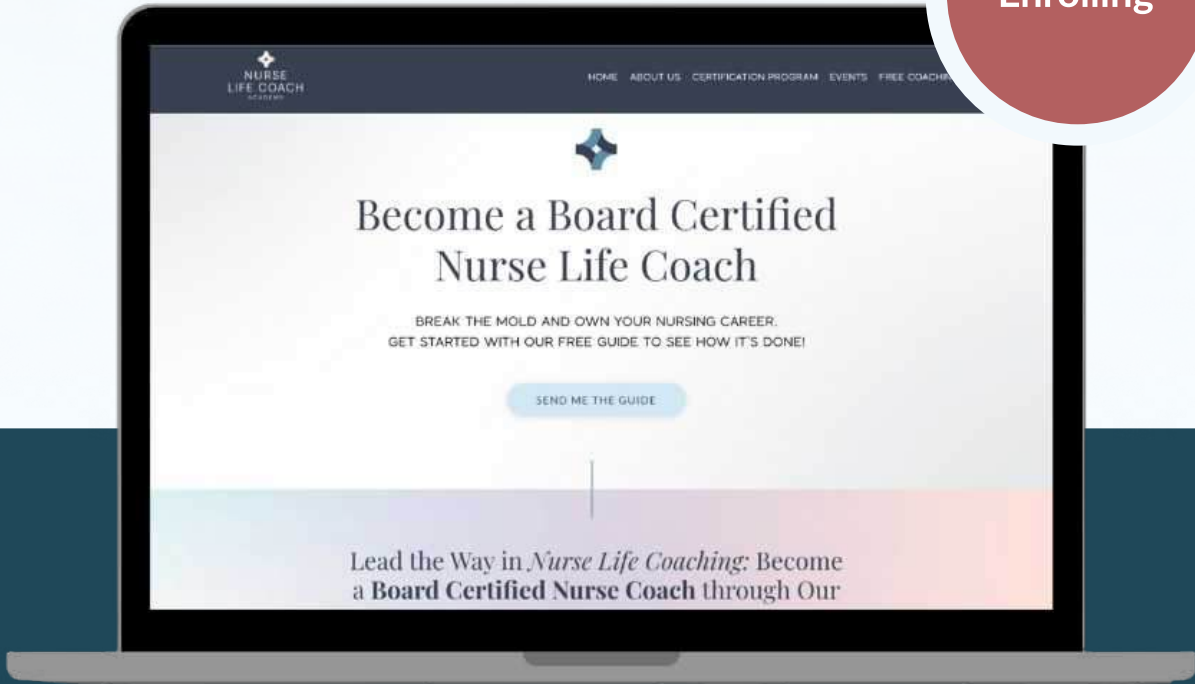 Enrolling
NURSE
LIFE COACH
ACADEMY
HOME ABOUT US CERTIFICATION PROGRAM EVENTS FREE
Become a Board Certified
Nurse Life Coach
BREAK THE MOLD AND OWN YOUR NURSING CAREER.
GET STARTED WITH OUR FREE GUIDE TO SEE HOW IT'S DONE!
SEND ME THE GUIDE
Lead the Way in Nurse Life Coaching: Become
a Board Certified Nurse Coach through Our